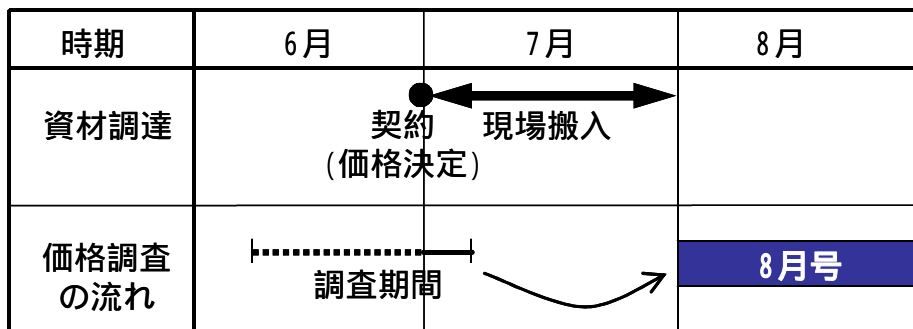 時期
6月
7月
8月
資材調達
契約
(価格決定)
現場搬入
価格調査
の流れ
調査期間
8月号